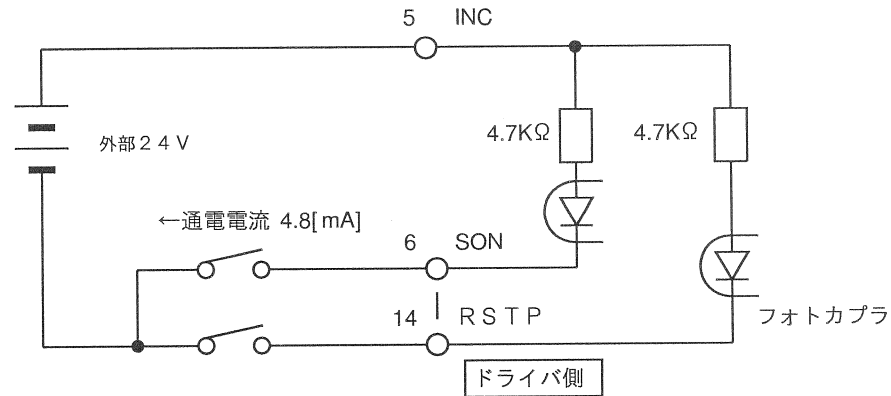 5 INC
4.7KΩ 4.7KΩ
外部24V
←通電電流 4.8[mA]
6 SON
14 RSTP
フォトカプラ
ドライバ側